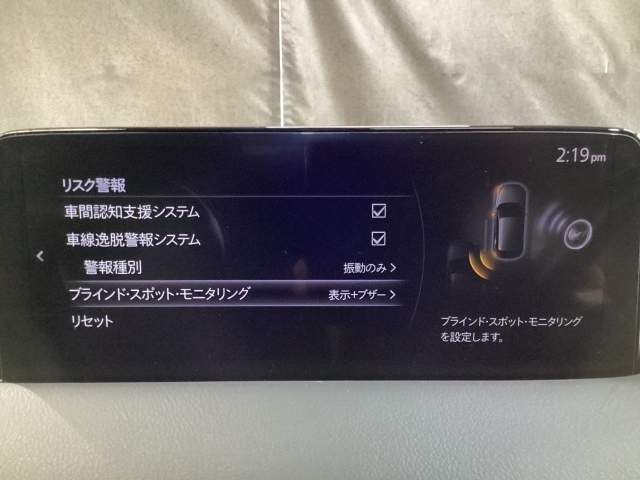 2:19pm
リスク警報
車間認知支援システム
車線逸脱警報システム
警報種別 振動のみ
ブラインド・スポット・モニタリング 表示+ブザー
リセット
ブラインド・スポット・モニタリング
を設定します。